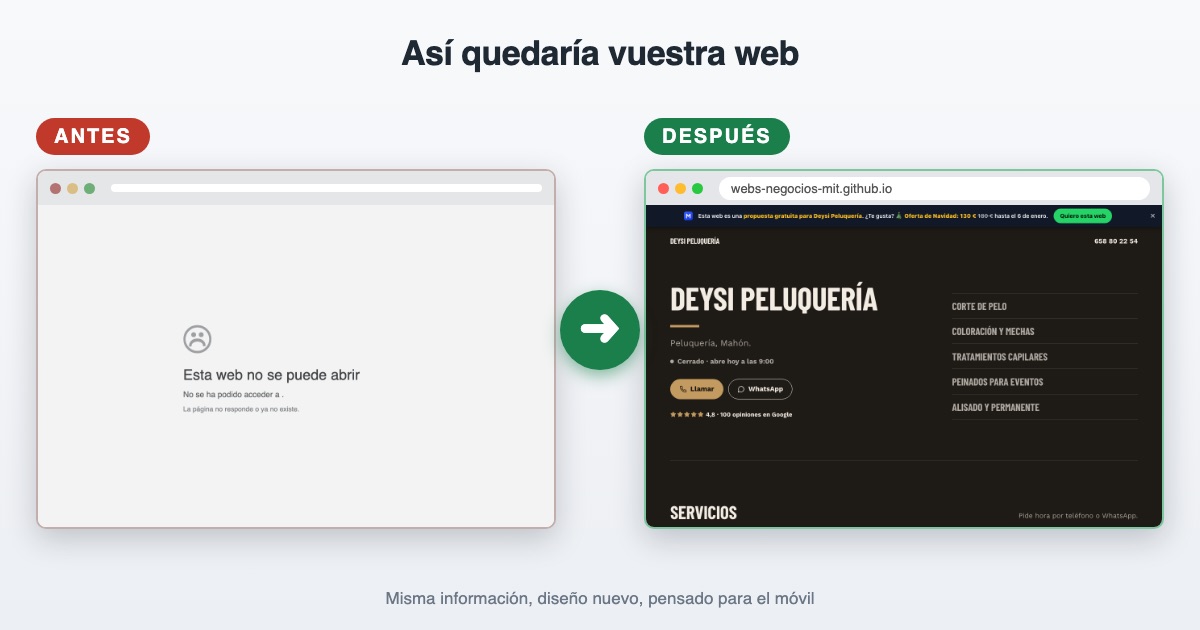 Así quedaría vuestra web
ANTES
Esta web no se puede abrir
No se ha podido acceder a .
La página no responde o ya no existe.
DESPUÉS
webs-negocios-mit.github.io
Esta web es una propuesta gratuita para Deysi Peluquería. ¿Te gusta? 🎄 Oferta de Navidad: 130 € 180 € hasta el 6 de enero. Quiero esta web ✕
DEYSI PELUQUERÍA
658 80 22 54
DEYSI PELUQUERÍA
Peluquería, Mahón.
Cerrado · abre hoy a las 9:00
Llamar
WhatsApp
★★★★★ 4,8 · 100 opiniones en Google
CORTE DE PELO
COLORACIÓN Y MECHAS
TRATAMIENTOS CAPILARES
PEINADOS PARA EVENTOS
ALISADO Y PERMANENTE
SERVICIOS
Pide hora por teléfono o WhatsApp.
Misma información, diseño nuevo, pensado para el móvil